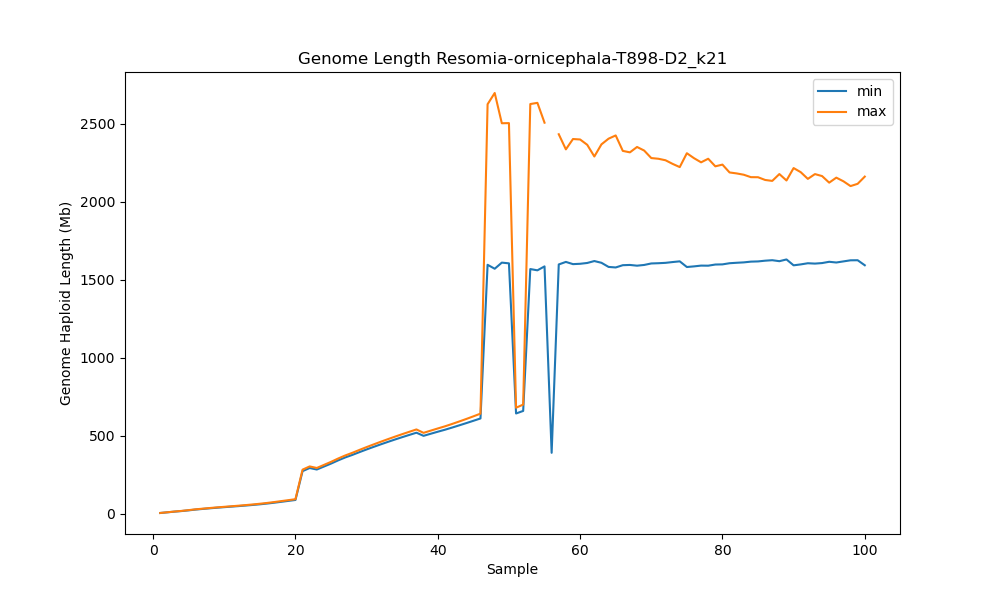 Genome Length Resomia-ornicephala-T898-D2_k21
min
max
2500
2000
1500
1000
500
0
Genome Haploid Length (Mb)
0 20 40 60 80 100
Sample